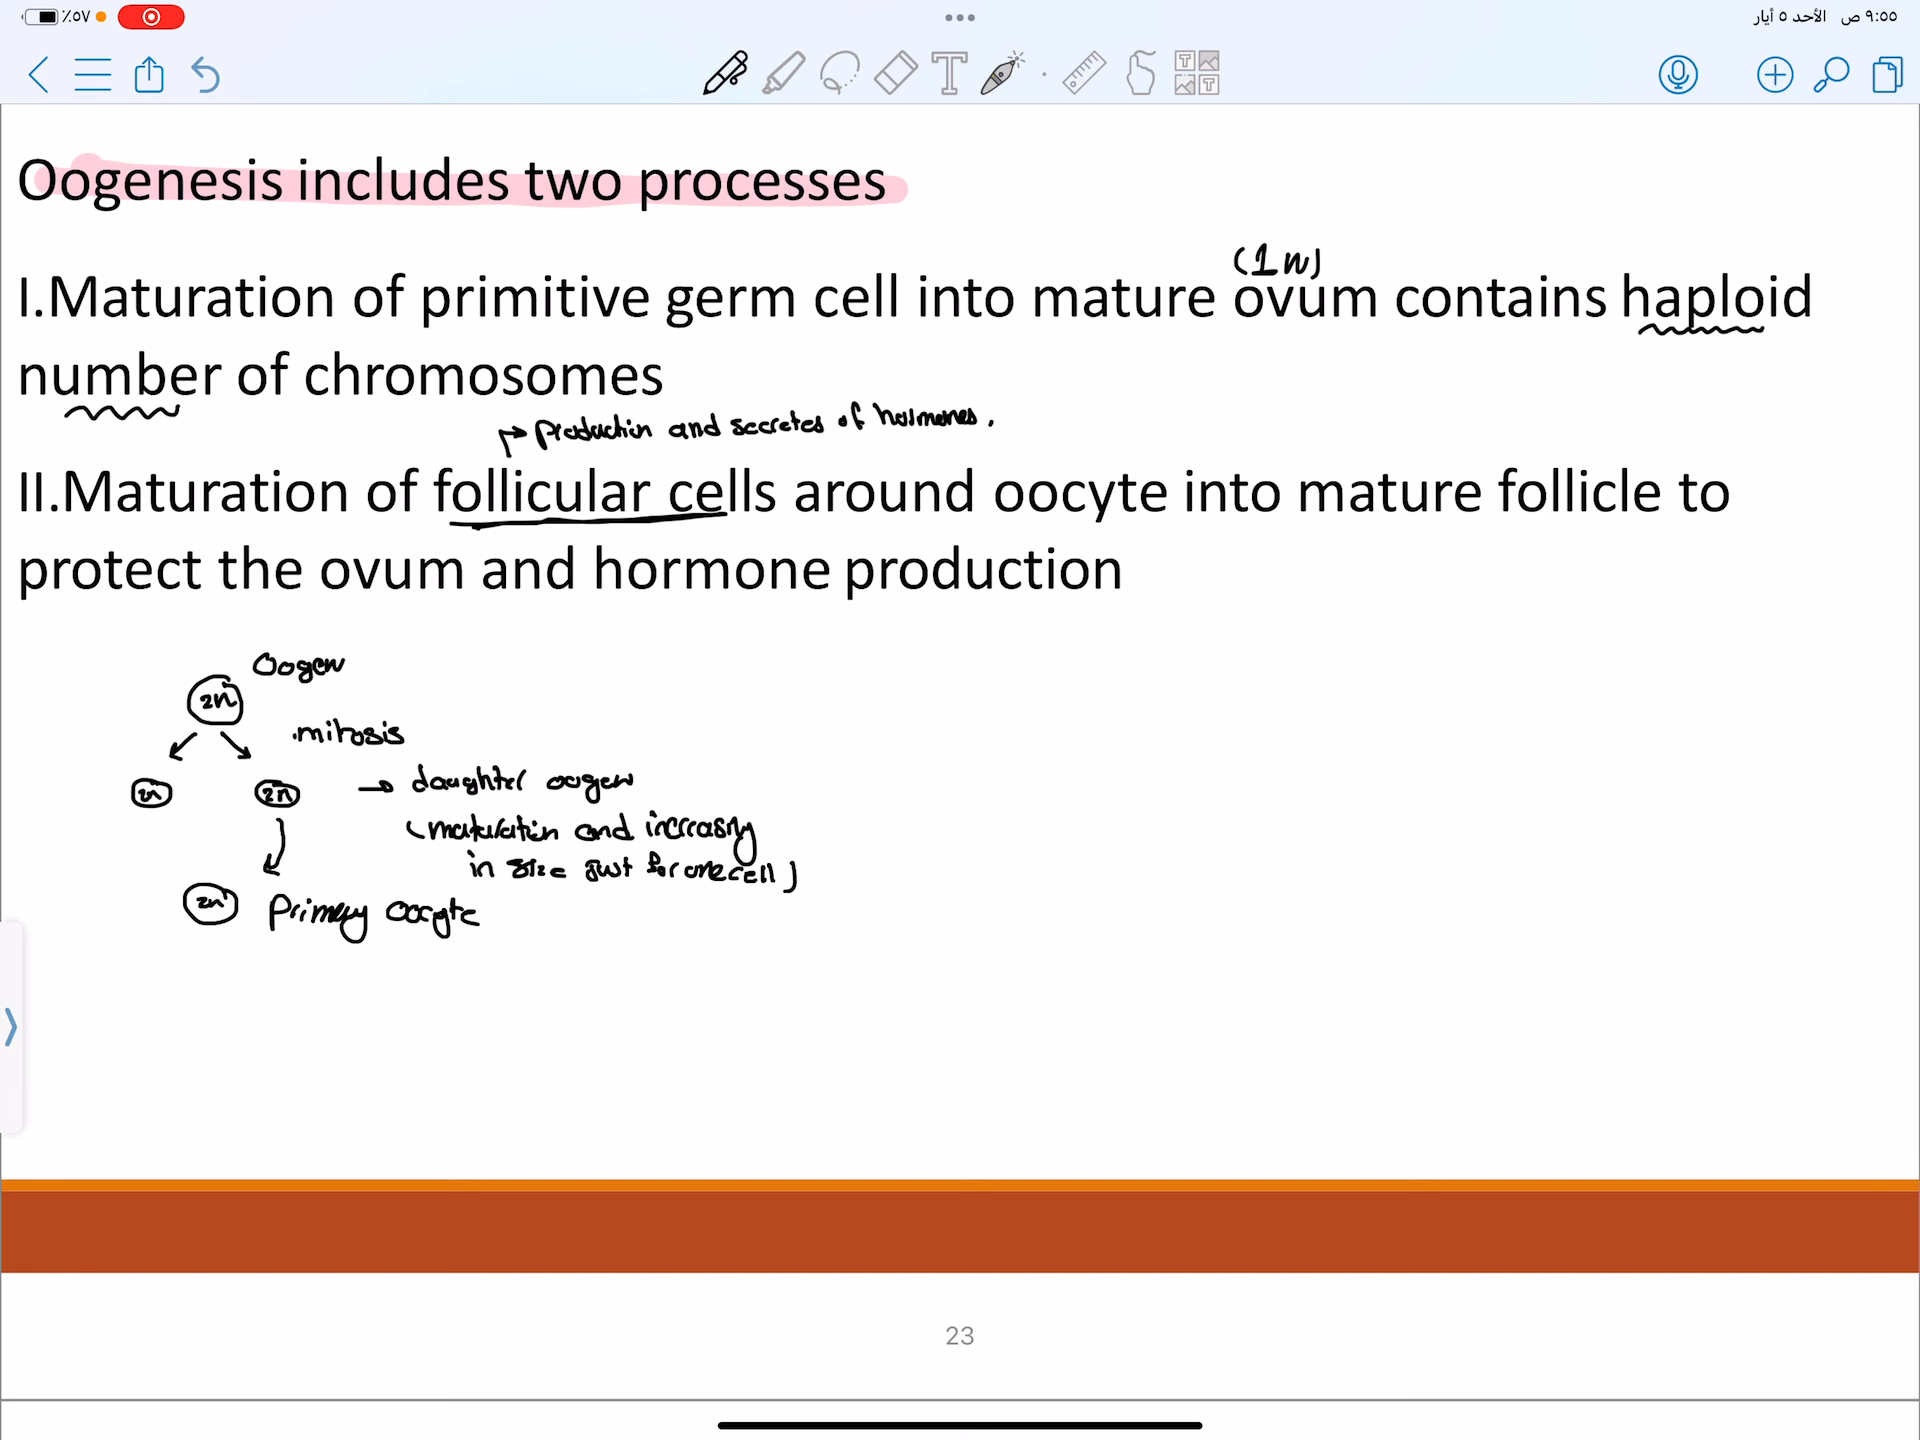 ٪٥٧
٩:٥٥ ص الأحد ٥ أيار
Oogenesis includes two processes
(1n)
I.Maturation of primitive germ cell into mature ovum contains haploid
number of chromosomes
→ Production and secretes of hormones.
II.Maturation of follicular cells around oocyte into mature follicle to
protect the ovum and hormone production
Oogen
2n
.mitosis
2n 2n → daughter oogen
(maturation and increasing
in size just for one cell)
2n Primary oocyte
23